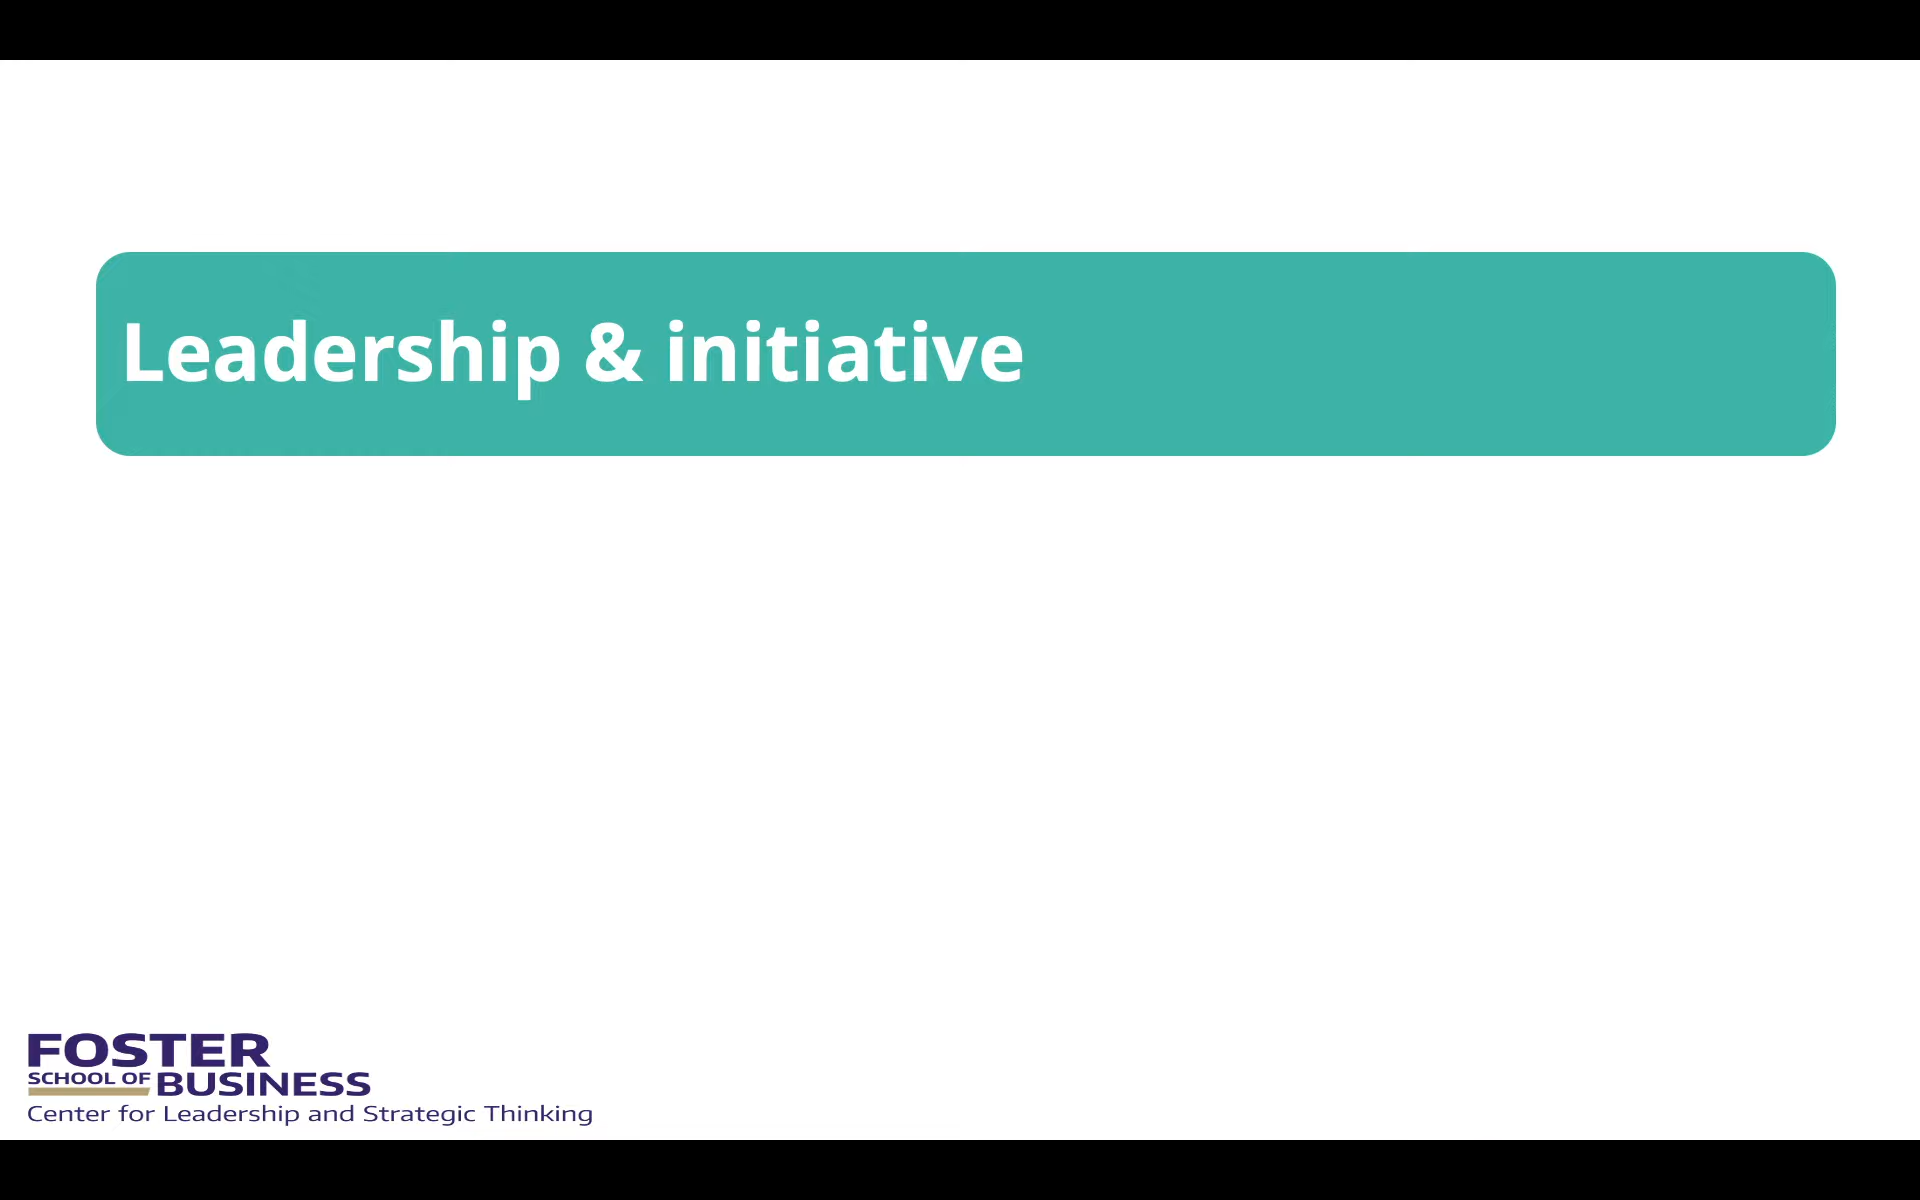 Leadership & initiative
FOSTER
SCHOOL OF BUSINESS
Center for Leadership and Strategic Thinking